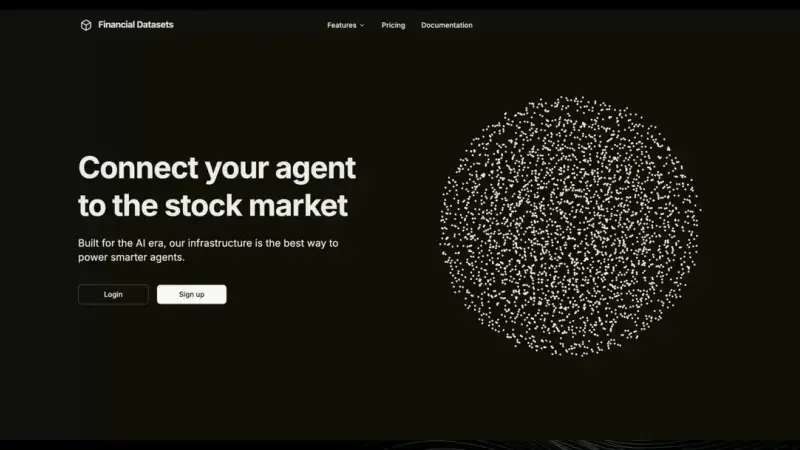 Financial Datasets
Features
Pricing
Documentation
Connect your agent
to the stock market
Built for the AI era, our infrastructure is the best way to
power smarter agents.
Login
Sign up